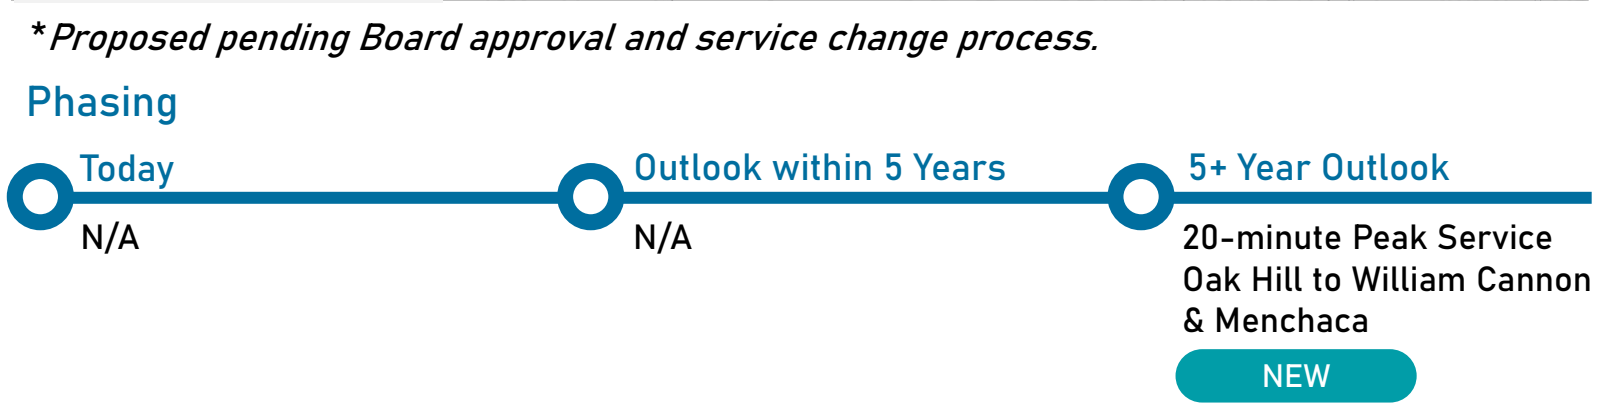 *Proposed pending Board approval and service change process.
Phasing
Today
Outlook within 5 Years
5+ Year Outlook
N/A
N/A
20-minute Peak Service
Oak Hill to William Cannon
& Menchaca
NEW